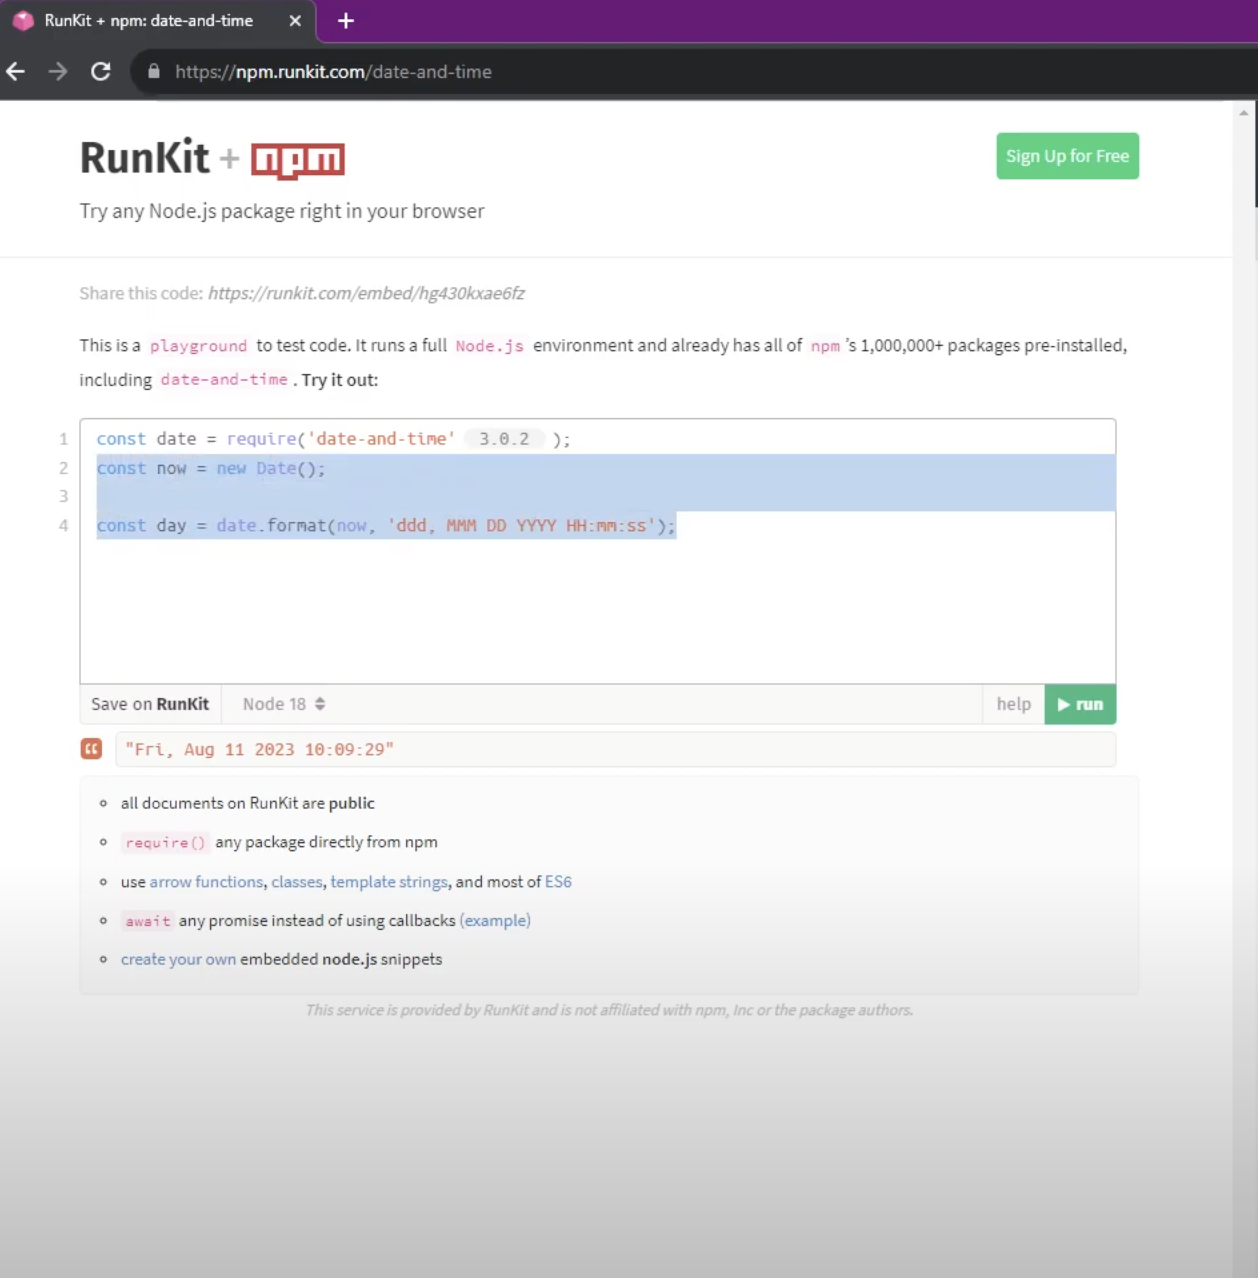 RunKit + npm: date-and-time
https://npm.runkit.com/date-and-time
RunKit + npm
Sign Up for Free
Try any Node.js package right in your browser
Share this code: https://runkit.com/embed/hg430kxae6fz
This is a playground to test code. It runs a full Node.js environment and already has all of npm 's 1,000,000+ packages pre-installed,
including date-and-time . Try it out:
1 const date = require('date-and-time' 3.0.2 );
2 const now = new Date();
3
4 const day = date.format(now, 'ddd, MMM DD YYYY HH:mm:ss');
Save on RunKit Node 18 help run
"Fri, Aug 11 2023 10:09:29"
all documents on RunKit are public
require() any package directly from npm
use arrow functions, classes, template strings, and most of ES6
await any promise instead of using callbacks (example)
create your own embedded node.js snippets
This service is provided by RunKit and is not affiliated with npm, Inc or the package authors.